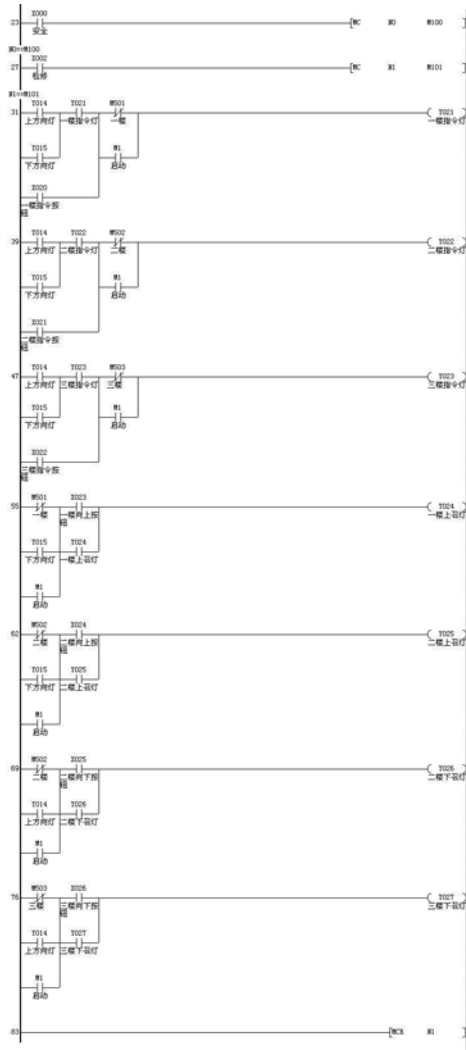 X000
23
[MC N0 M100 ]
安全
N0==M100
X002
27
[MC N1 M101 ]
检修
N1==M101
Y014 Y021 M501
31
( Y021 )
上方向灯 一楼指令灯 一楼 一楼指令灯
Y015 M1
下方向灯 启动
X020
一楼指令按
钮
Y014 Y022 M502
39
( Y022 )
上方向灯 二楼指令灯 二楼 二楼指令灯
Y015 M1
下方向灯 启动
X021
二楼指令按
钮
Y014 Y023 M503
47
( Y023 )
上方向灯 三楼指令灯 三楼 三楼指令灯
Y015 M1
下方向灯 启动
X022
三楼指令按
钮
M501 X023
55
( Y024 )
一楼 一楼向上按 一楼上召灯
钮
Y015 Y024
下方向灯 一楼上召灯
M1
启动
M502 X024
62
( Y025 )
二楼 二楼向上按 二楼上召灯
钮
Y015 Y025
下方向灯 二楼上召灯
M1
启动
M502 X025
69
( Y026 )
二楼 二楼向下按 二楼下召灯
钮
Y014 Y026
上方向灯 二楼下召灯
M1
启动
M503 X026
76
( Y027 )
三楼 三楼向下按 三楼下召灯
钮
Y014 Y027
上方向灯 三楼下召灯
M1
启动
83
[MCR N1 ]